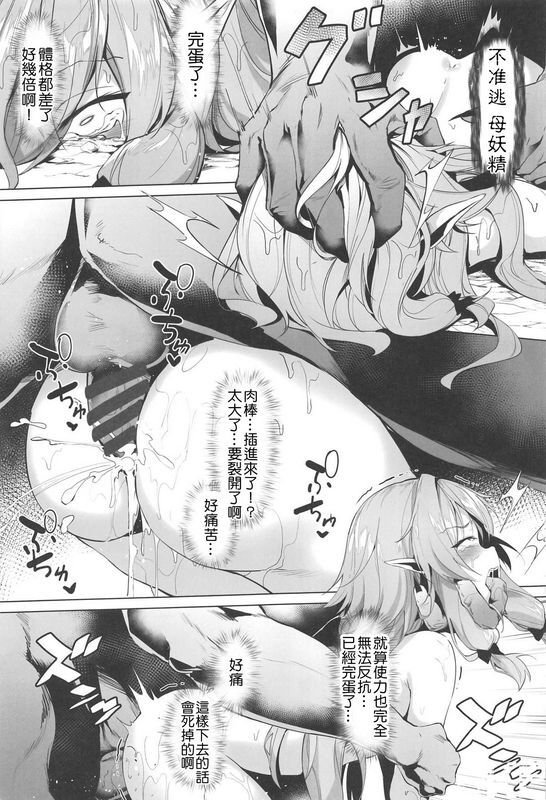 不准逃 母妖精
グシャ
完蛋了…
體格都差了
好幾倍啊！
ぶちゅ
ぷちゅ
ぷちゅ
ぷちゅ
肉棒…插進來了！？
太大了…要裂開了啊
好痛苦…
就算使力也完全
無法反抗…
已經完蛋了…
好痛
這樣下去的話
會死掉的啊